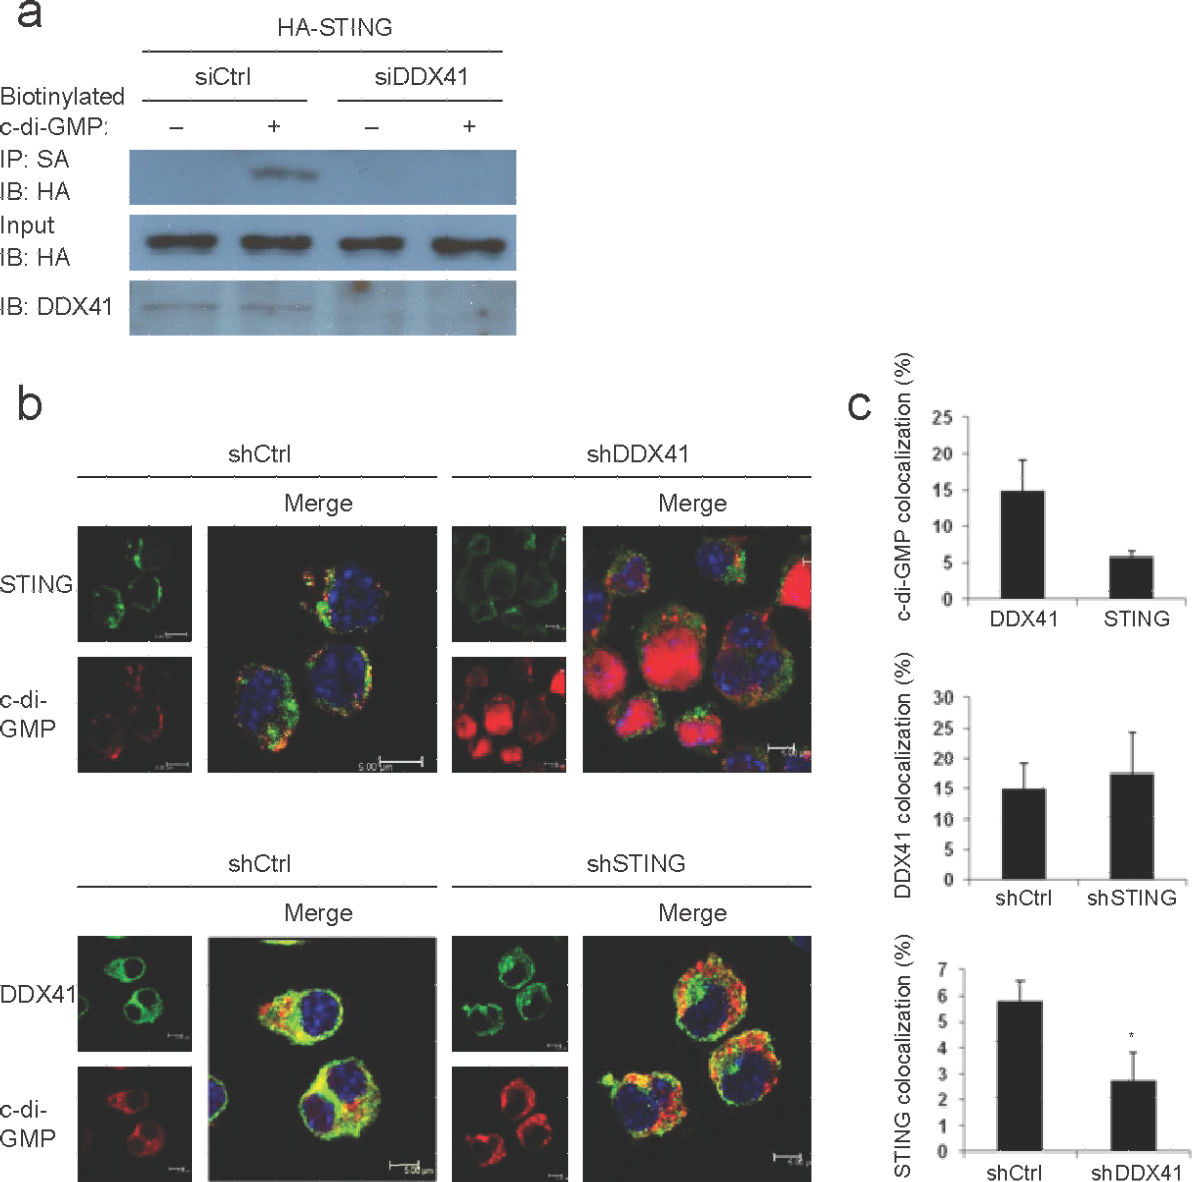 a
HA-STING
siCtrl siDDX41
Biotinylated
c-di-GMP: – + – +
IP: SA
IB: HA
Input
IB: HA
IB: DDX41
b
shCtrl shDDX41
Merge Merge
STING
c-di-
GMP
5.00 µm
shCtrl shSTING
Merge Merge
DDX41
c-di-
GMP
5.00 µm
5.00 µm
c
c-di-GMP colocalization (%)
25
20
15
10
5
0
DDX41 STING
DDX41 colocalization (%)
30
25
20
15
10
5
0
shCtrl shSTING
STING colocalization (%)
7
6
5
4
3
2
1
0
*
shCtrl shDDX41